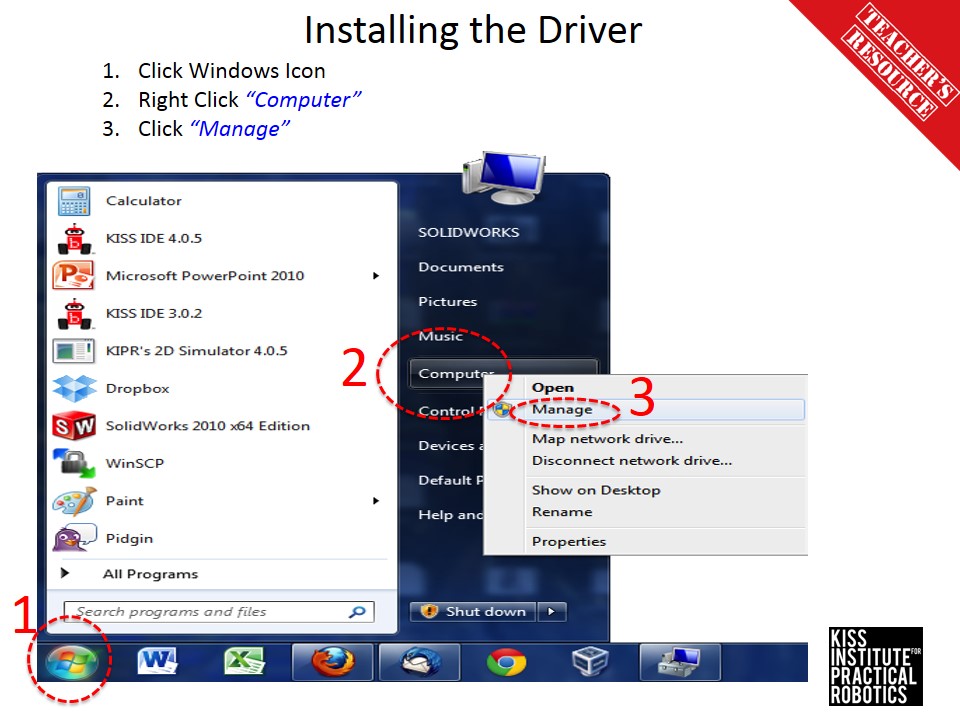 Installing the Driver
TEACHER'S
RESOURCE
1. Click Windows Icon
2. Right Click "Computer"
3. Click "Manage"
Calculator
KISS IDE 4.0.5
Microsoft PowerPoint 2010
KISS IDE 3.0.2
KIPR's 2D Simulator 4.0.5
Dropbox
SolidWorks 2010 x64 Edition
WinSCP
Paint
Pidgin
All Programs
Search programs and files
SOLIDWORKS
Documents
Pictures
Music
Computer
Control
Devices a
Default P
Help and
Shut down
2
Open
Manage
3
Map network drive...
Disconnect network drive...
Show on Desktop
Rename
Properties
1
KISS
INSTITUTE FOR
PRACTICAL
ROBOTICS